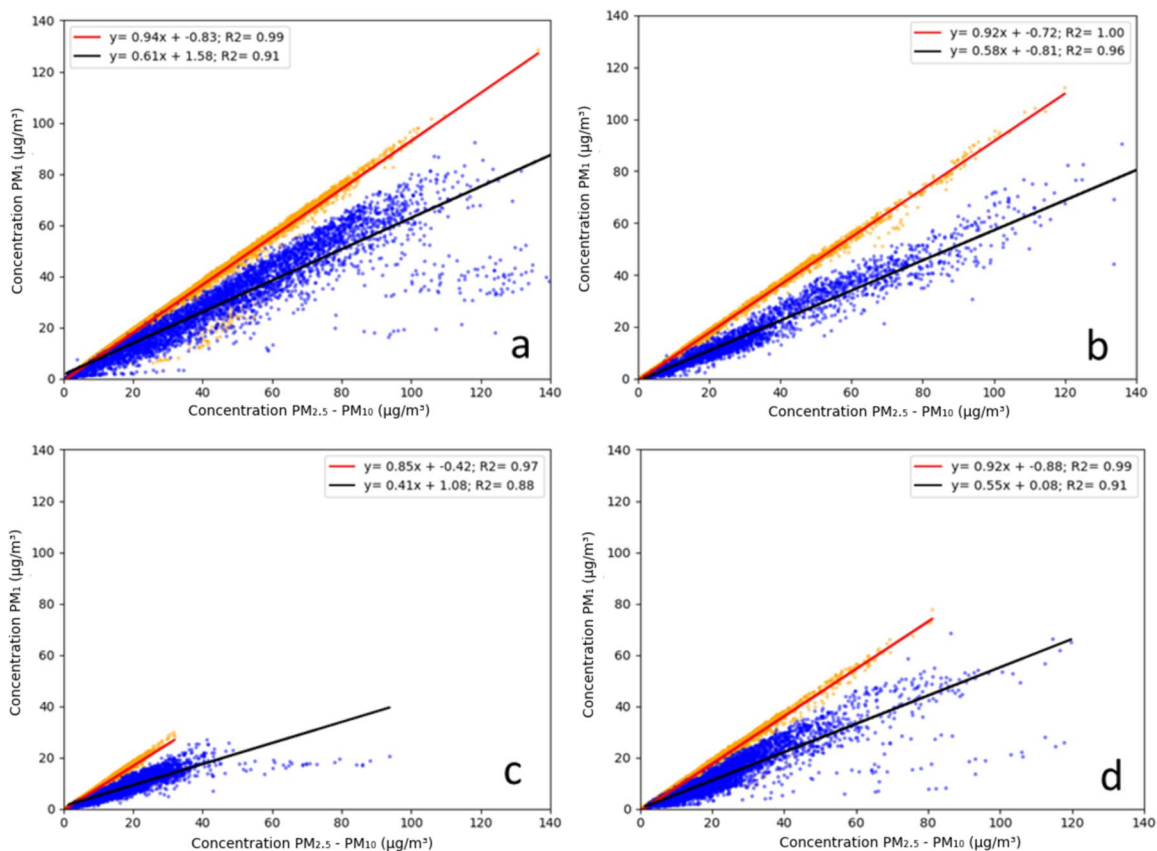 140
120
100
80
60
40
20
0
Concentration PM₁ (µg/m³)
y= 0.94x + -0.83; R2= 0.99
y= 0.61x + 1.58; R2= 0.91
a
0 20 40 60 80 100 120 140
Concentration PM₂.₅ - PM₁₀ (µg/m³)
140
120
100
80
60
40
20
0
Concentration PM₁ (µg/m³)
y= 0.92x + -0.72; R2= 1.00
y= 0.58x + -0.81; R2= 0.96
b
0 20 40 60 80 100 120 140
Concentration PM₂.₅ - PM₁₀ (µg/m³)
140
120
100
80
60
40
20
0
Concentration PM₁ (µg/m³)
y= 0.85x + -0.42; R2= 0.97
y= 0.41x + 1.08; R2= 0.88
c
0 20 40 60 80 100 120 140
Concentration PM₂.₅ - PM₁₀ (µg/m³)
140
120
100
80
60
40
20
0
Concentration PM₁ (µg/m³)
y= 0.92x + -0.88; R2= 0.99
y= 0.55x + 0.08; R2= 0.91
d
0 20 40 60 80 100 120 140
Concentration PM₂.₅ - PM₁₀ (µg/m³)